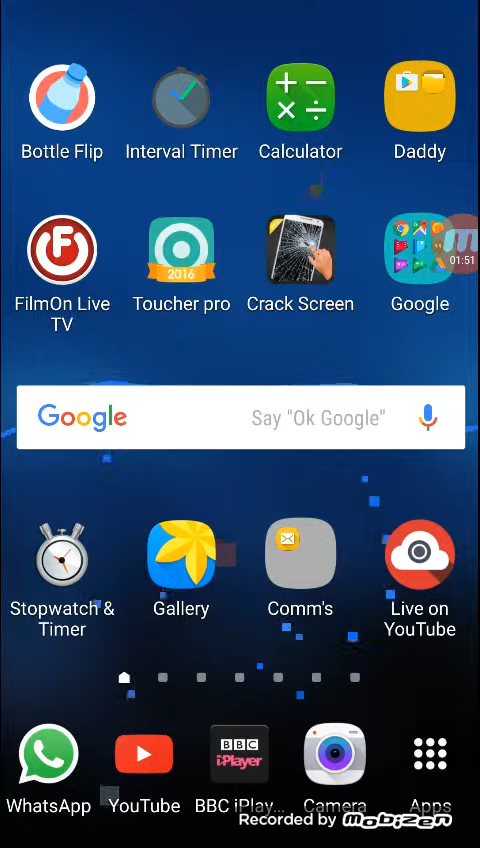 Bottle Flip
Interval Timer
Calculator
Daddy
2016
01:51
FilmOn Live
TV
Toucher pro
Crack Screen
Google
Google
Say "Ok Google"
Stopwatch &
Timer
Gallery
Comm's
Live on
YouTube
BBC
iPlayer
WhatsApp
YouTube
BBC iPlay...
Camera
Apps
Recorded by mobizen